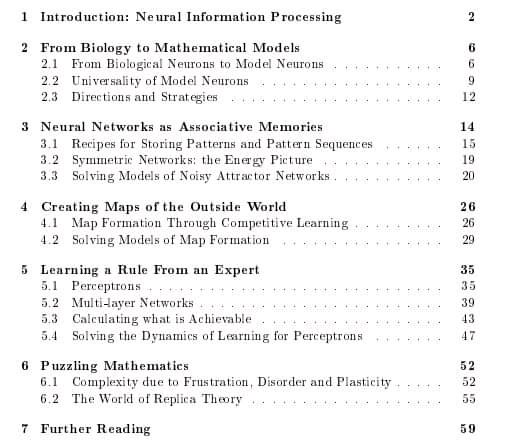 1 Introduction: Neural Information Processing 2
2 From Biology to Mathematical Models 6
2.1 From Biological Neurons to Model Neurons . . . . . . . . . . . 6
2.2 Universality of Model Neurons . . . . . . . . . . . . . . . . . . 9
2.3 Directions and Strategies . . . . . . . . . . . . . . . . . . . . . 12
3 Neural Networks as Associative Memories 14
3.1 Recipes for Storing Patterns and Pattern Sequences . . . . . . 15
3.2 Symmetric Networks: the Energy Picture . . . . . . . . . . . . 19
3.3 Solving Models of Noisy Attractor Networks . . . . . . . . . . . 20
4 Creating Maps of the Outside World 26
4.1 Map Formation Through Competitive Learning . . . . . . . . . 26
4.2 Solving Models of Map Formation . . . . . . . . . . . . . . . . 29
5 Learning a Rule From an Expert 35
5.1 Perceptrons . . . . . . . . . . . . . . . . . . . . . . . . . . . . . 35
5.2 Multi-layer Networks . . . . . . . . . . . . . . . . . . . . . . . . 39
5.3 Calculating what is Achievable . . . . . . . . . . . . . . . . . . 43
5.4 Solving the Dynamics of Learning for Perceptrons . . . . . . . 47
6 Puzzling Mathematics 52
6.1 Complexity due to Frustration, Disorder and Plasticity . . . . . 52
6.2 The World of Replica Theory . . . . . . . . . . . . . . . . . . . 55
7 Further Reading 59